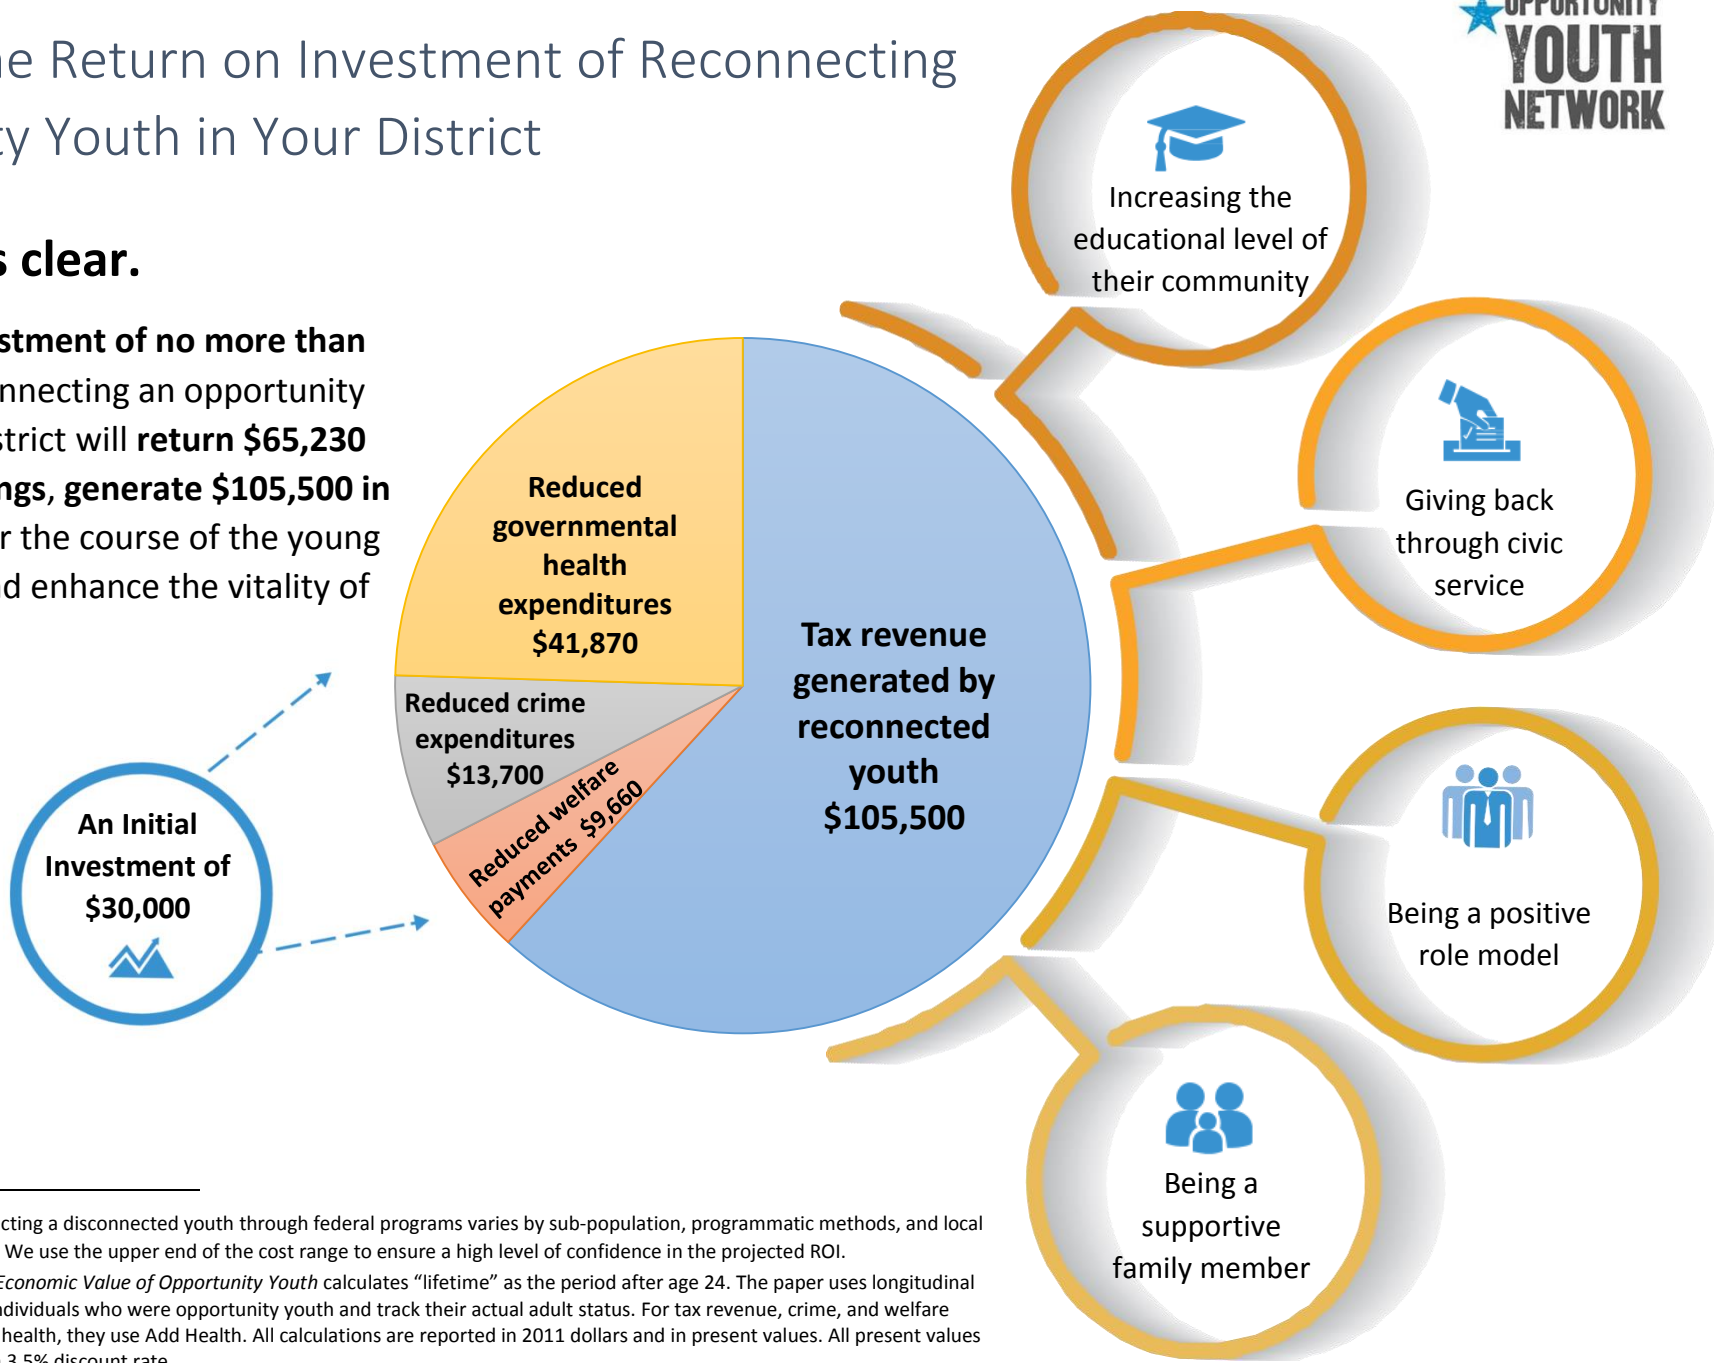 OPPORTUNITY
YOUTH
NETWORK
Return on Investment of Reconnecting
Youth in Your District
clear.
of no more than
an opportunity
will return $65,230
generate $105,500 in
the course of the young
enhance the vitality of
An Initial
Investment of
$30,000
Reduced
governmental
health
expenditures
$41,870
Reduced crime
expenditures
$13,700
Reduced welfare
payments $9,660
Tax revenue
generated by
reconnected
youth
$105,500
Increasing the
educational level of
their community
Giving back
through civic
service
Being a positive
role model
Being a
supportive
family member
a disconnected youth through federal programs varies by sub-population, programmatic methods, and local
We use the upper end of the cost range to ensure a high level of confidence in the projected ROI.
Economic Value of Opportunity Youth calculates “lifetime” as the period after age 24. The paper uses longitudinal
individuals who were opportunity youth and track their actual adult status. For tax revenue, crime, and welfare
health, they use Add Health. All calculations are reported in 2011 dollars and in present values. All present values
3.5% discount rate